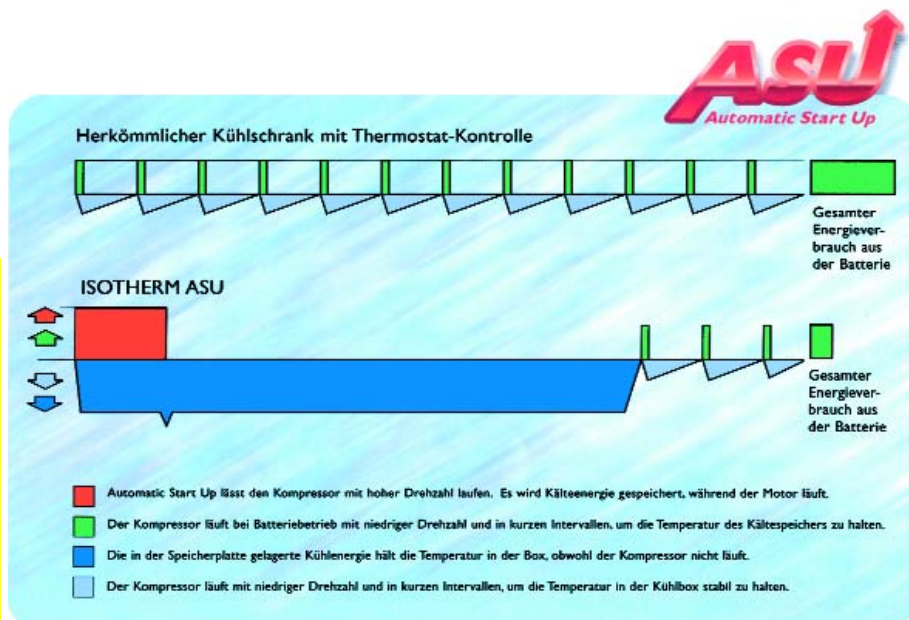 ASU
Automatic Start Up
Herkömmlicher Kühlschrank mit Thermostat-Kontrolle
Gesamter
Energiever-
brauch aus
der Batterie
ISOTHERM ASU
Gesamter
Energiever-
brauch aus
der Batterie
Automatic Start Up lässt den Kompressor mit hoher Drehzahl laufen. Es wird Kälteenergie gespeichert, während der Motor läuft.
Der Kompressor läuft bei Batteriebetrieb mit niedriger Drehzahl und in kurzen Intervallen, um die Temperatur des Kältespeichers zu halten.
Die in der Speicherplatte gelagerte Kühlenergie hält die Temperatur in der Box, obwohl der Kompressor nicht läuft.
Der Kompressor läuft mit niedriger Drehzahl und in kurzen Intervallen, um die Temperatur in der Kühlbox stabil zu halten.